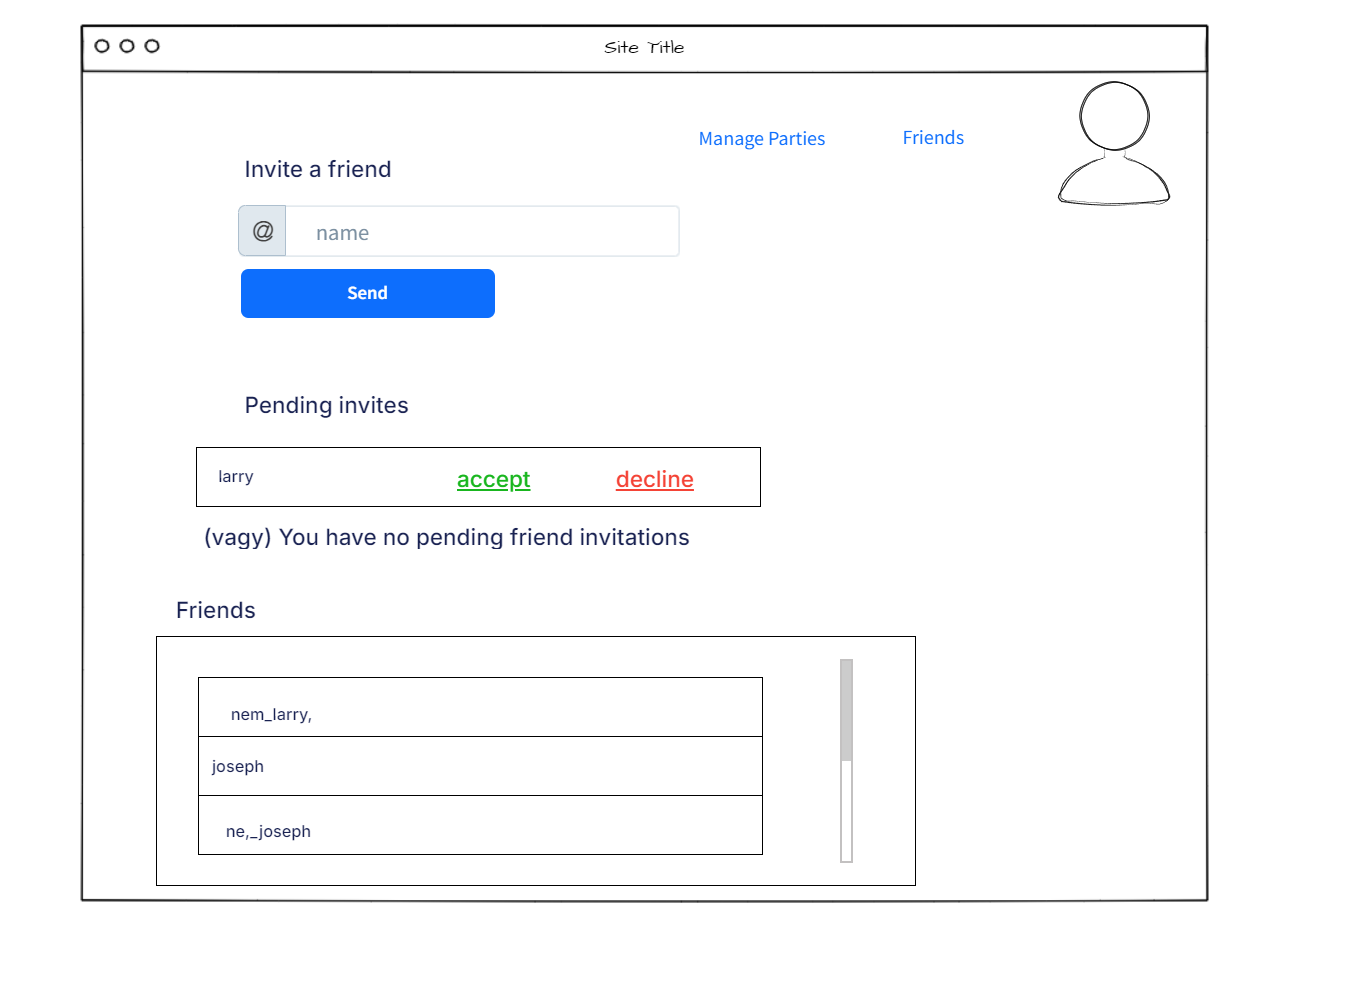 Site Title
Manage Parties
Friends
Invite a friend
@
name
Send
Pending invites
larry
accept
decline
(vagy) You have no pending friend invitations
Friends
nem_larry,
joseph
ne,_joseph